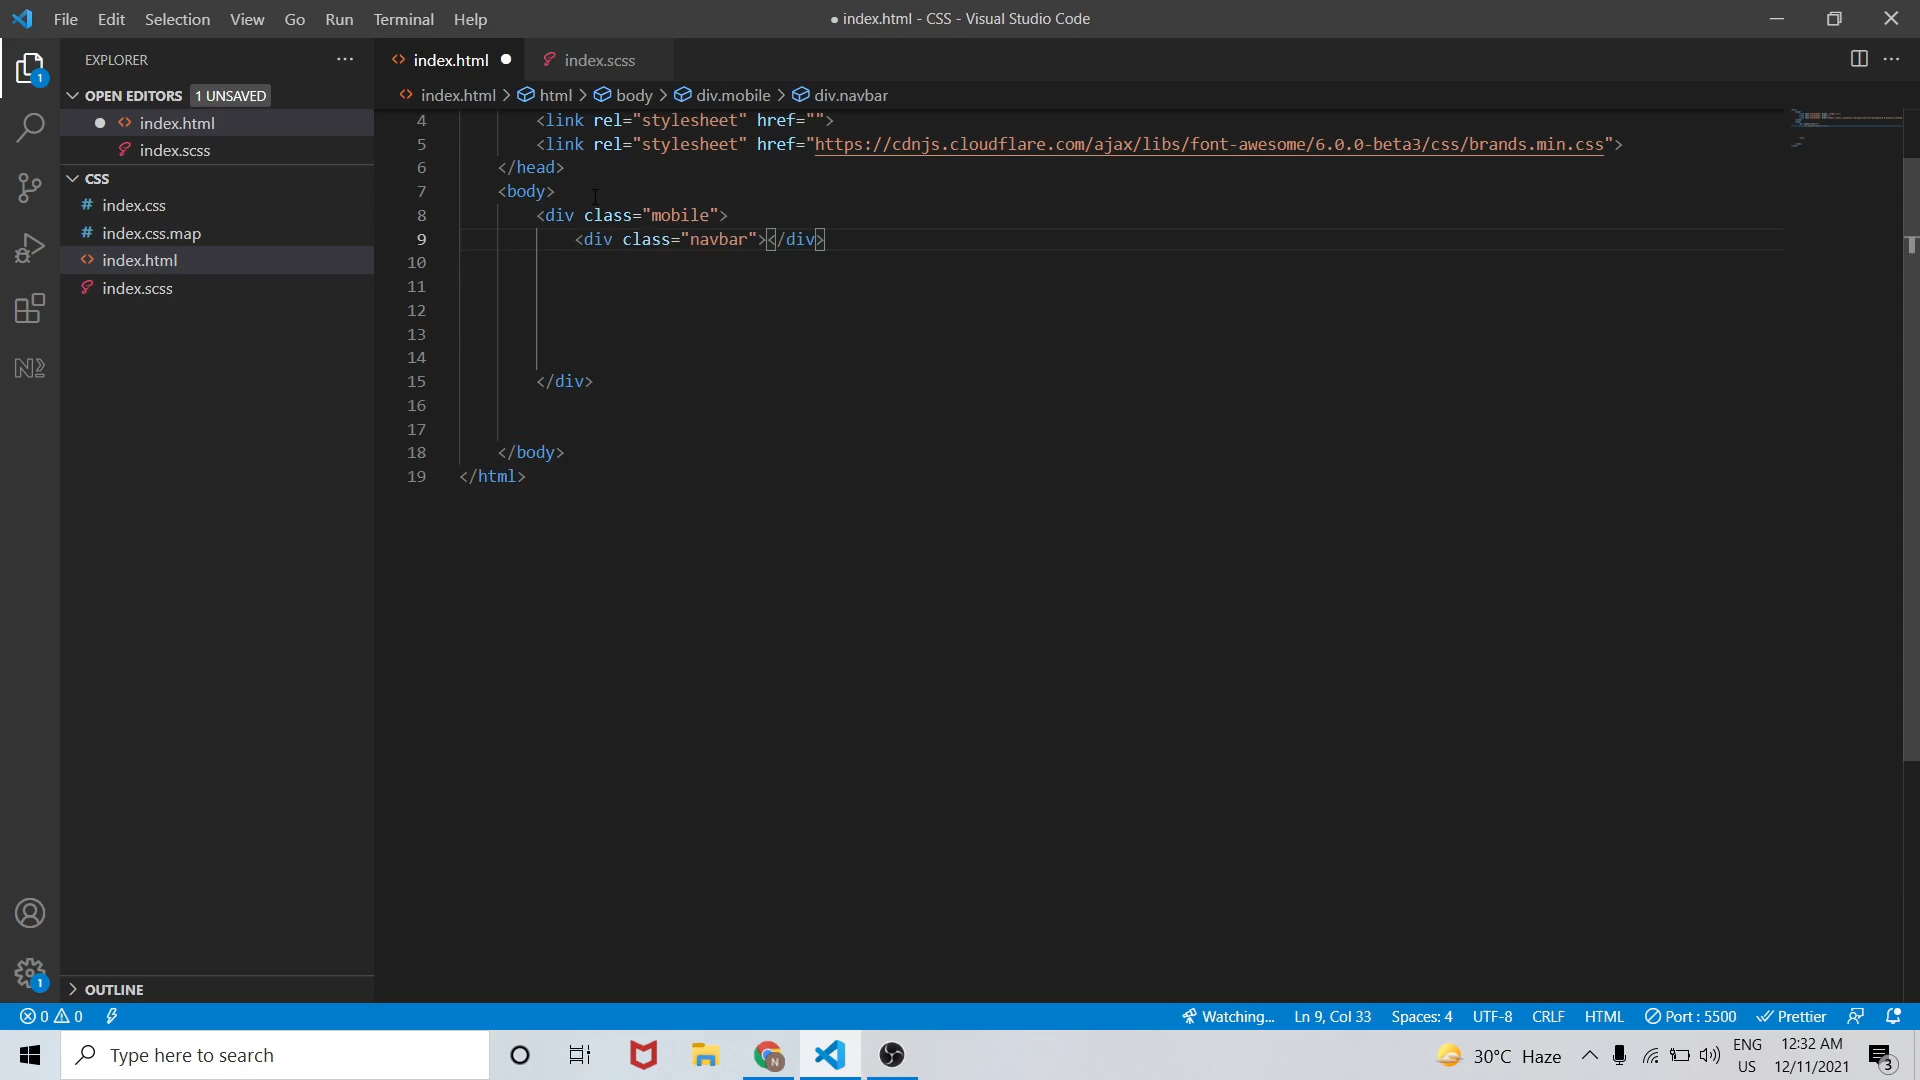 File Edit Selection View Go Run Terminal Help
● index.html - CSS - Visual Studio Code
EXPLORER
1
OPEN EDITORS 1 UNSAVED
index.html
index.scss
CSS
index.css
index.css.map
index.html
index.scss
OUTLINE
1
index.html index.scss
index.html > html > body > div.mobile > div.navbar
4 <link rel="stylesheet" href="">
5 <link rel="stylesheet" href="https://cdnjs.cloudflare.com/ajax/libs/font-awesome/6.0.0-beta3/css/brands.min.css">
6 </head>
7 <body>
8 <div class="mobile">
9 <div class="navbar"></div>
10
11
12
13
14
15 </div>
16
17
18 </body>
19 </html>
0 0 Watching... Ln 9, Col 33 Spaces: 4 UTF-8 CRLF HTML Port : 5500 Prettier
Type here to search
N
30°C Haze
ENG
US
12:32 AM
12/11/2021
3